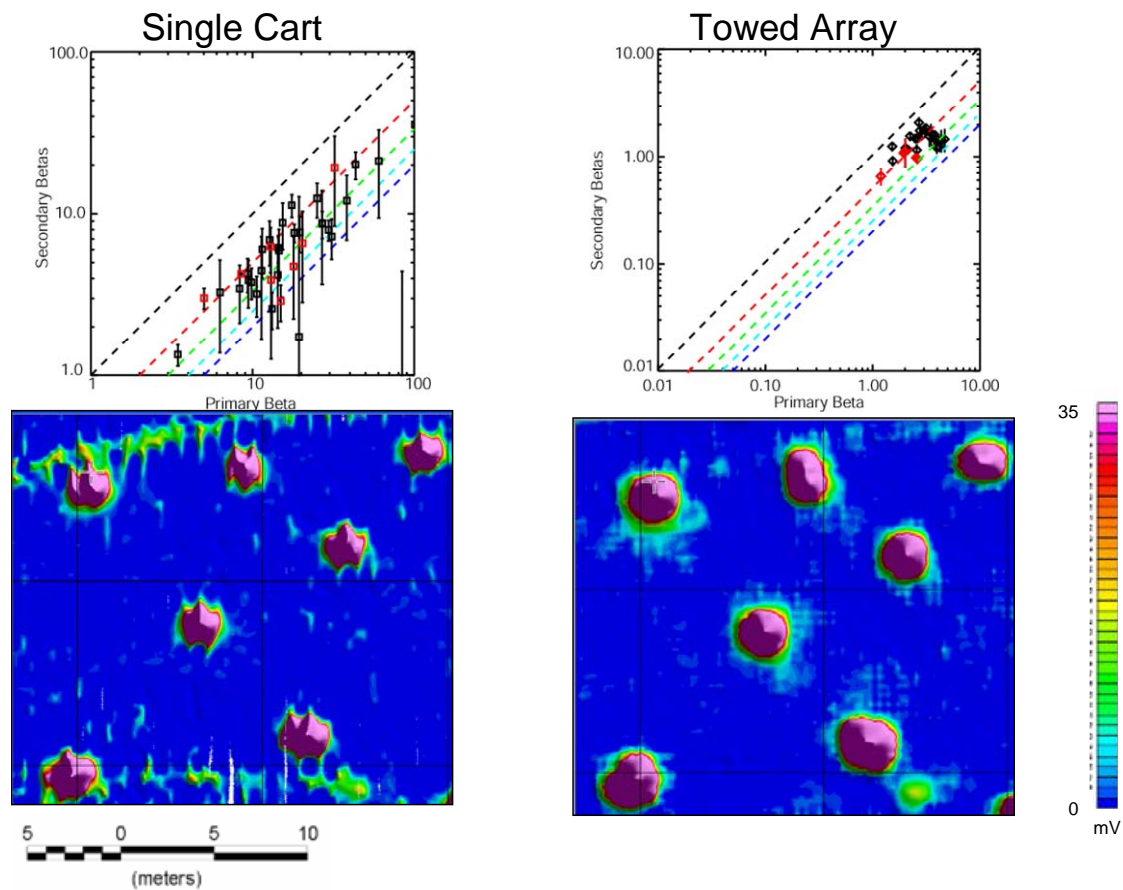 Single Cart
Towed Array
100.0
10.0
1.0
Secondary Betas
1
10
100
Primary Beta
10.00
1.00
0.10
0.01
Secondary Betas
0.01
0.10
1.00
10.00
Primary Beta
35
0
mV
5 0 5 10
(meters)